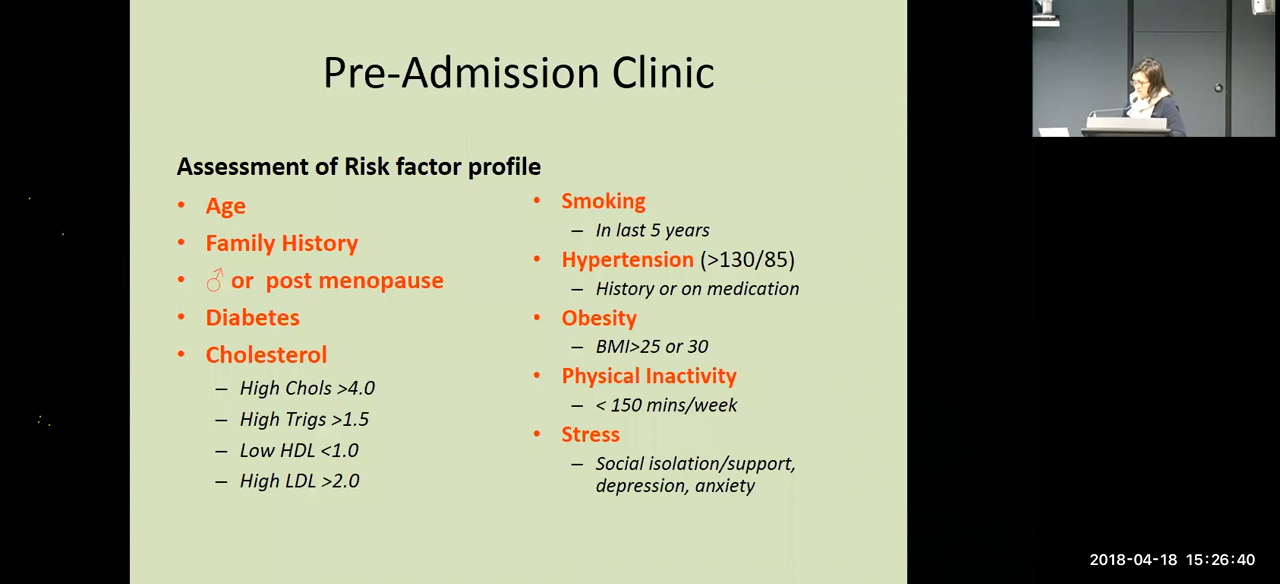 Pre-Admission Clinic
Assessment of Risk factor profile
• Age
• Family History
• ♂ or post menopause
• Diabetes
• Cholesterol
– High Chols >4.0
– High Trigs >1.5
– Low HDL <1.0
– High LDL >2.0
• Smoking
– In last 5 years
• Hypertension (>130/85)
– History or on medication
• Obesity
– BMI>25 or 30
• Physical Inactivity
– < 150 mins/week
• Stress
– Social isolation/support,
depression, anxiety
2018-04-18 15:26:40